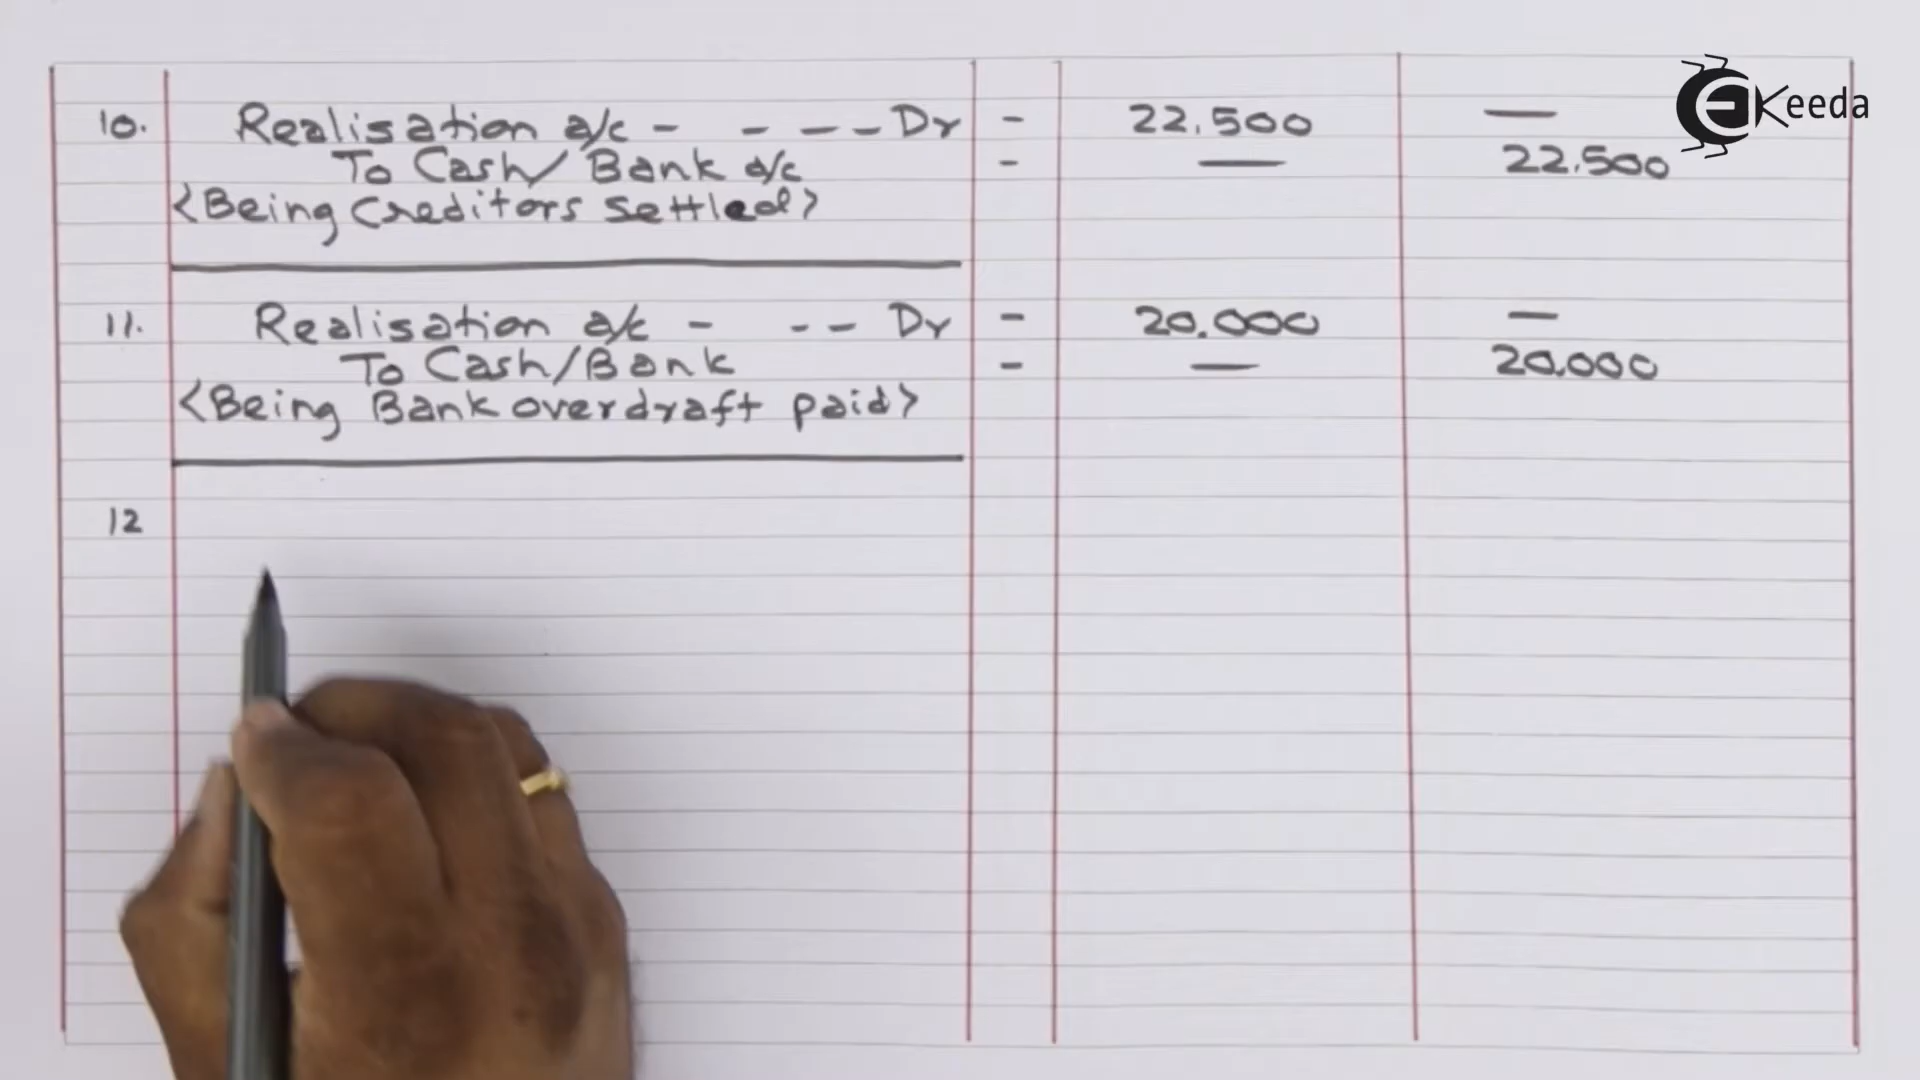 10. Realisation a/c - - - - Dr - 22.500 —
To Cash/ Bank a/c - — 22.500
<Being Creditors settled>
11. Realisation a/c - - - Dr - 20.000 —
To Cash/Bank - — 20.000
<Being Bank overdraft paid>
12
Keeda